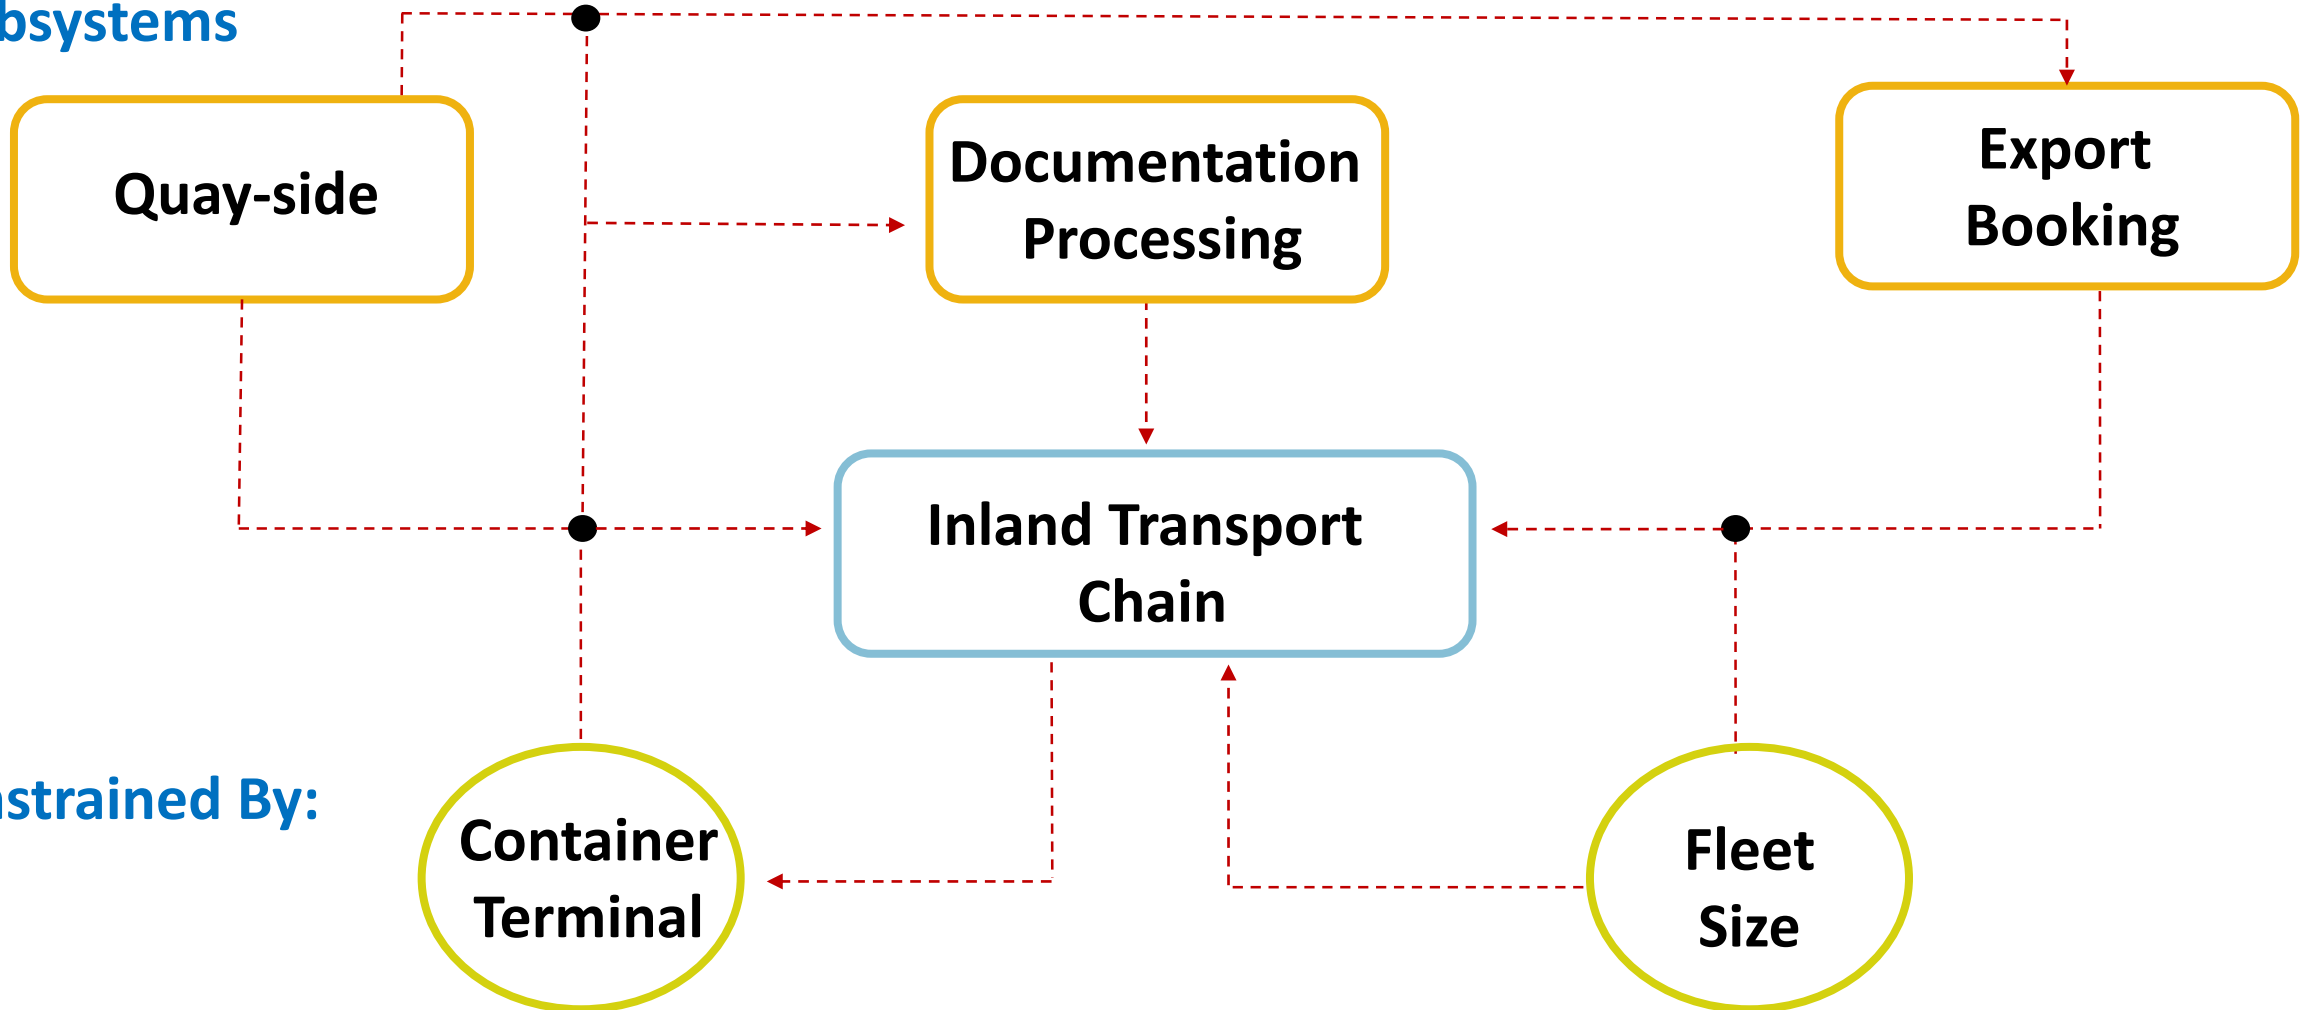 bsystems
Quay-side
Documentation
Processing
Export
Booking
Inland Transport
Chain
nstrained By:
Container
Terminal
Fleet
Size